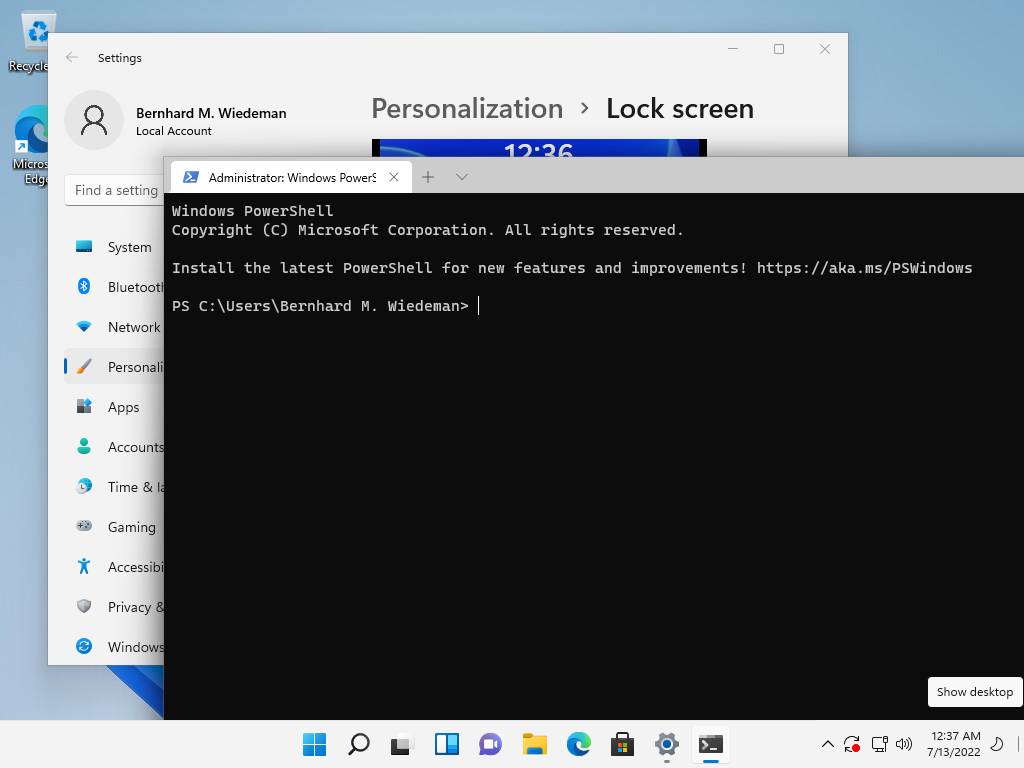 Recycle
Micros
Edge
Settings
Bernhard M. Wiedeman
Local Account
Find a setting
System
Bluetooth
Network
Personali
Apps
Accounts
Time & la
Gaming
Accessibi
Privacy &
Windows
Personalization > Lock screen
12:36
Administrator: Windows PowerS
Windows PowerShell
Copyright (C) Microsoft Corporation. All rights reserved.
Install the latest PowerShell for new features and improvements! https://aka.ms/PSWindows
PS C:\Users\Bernhard M. Wiedeman>
Show desktop
12:37 AM
7/13/2022